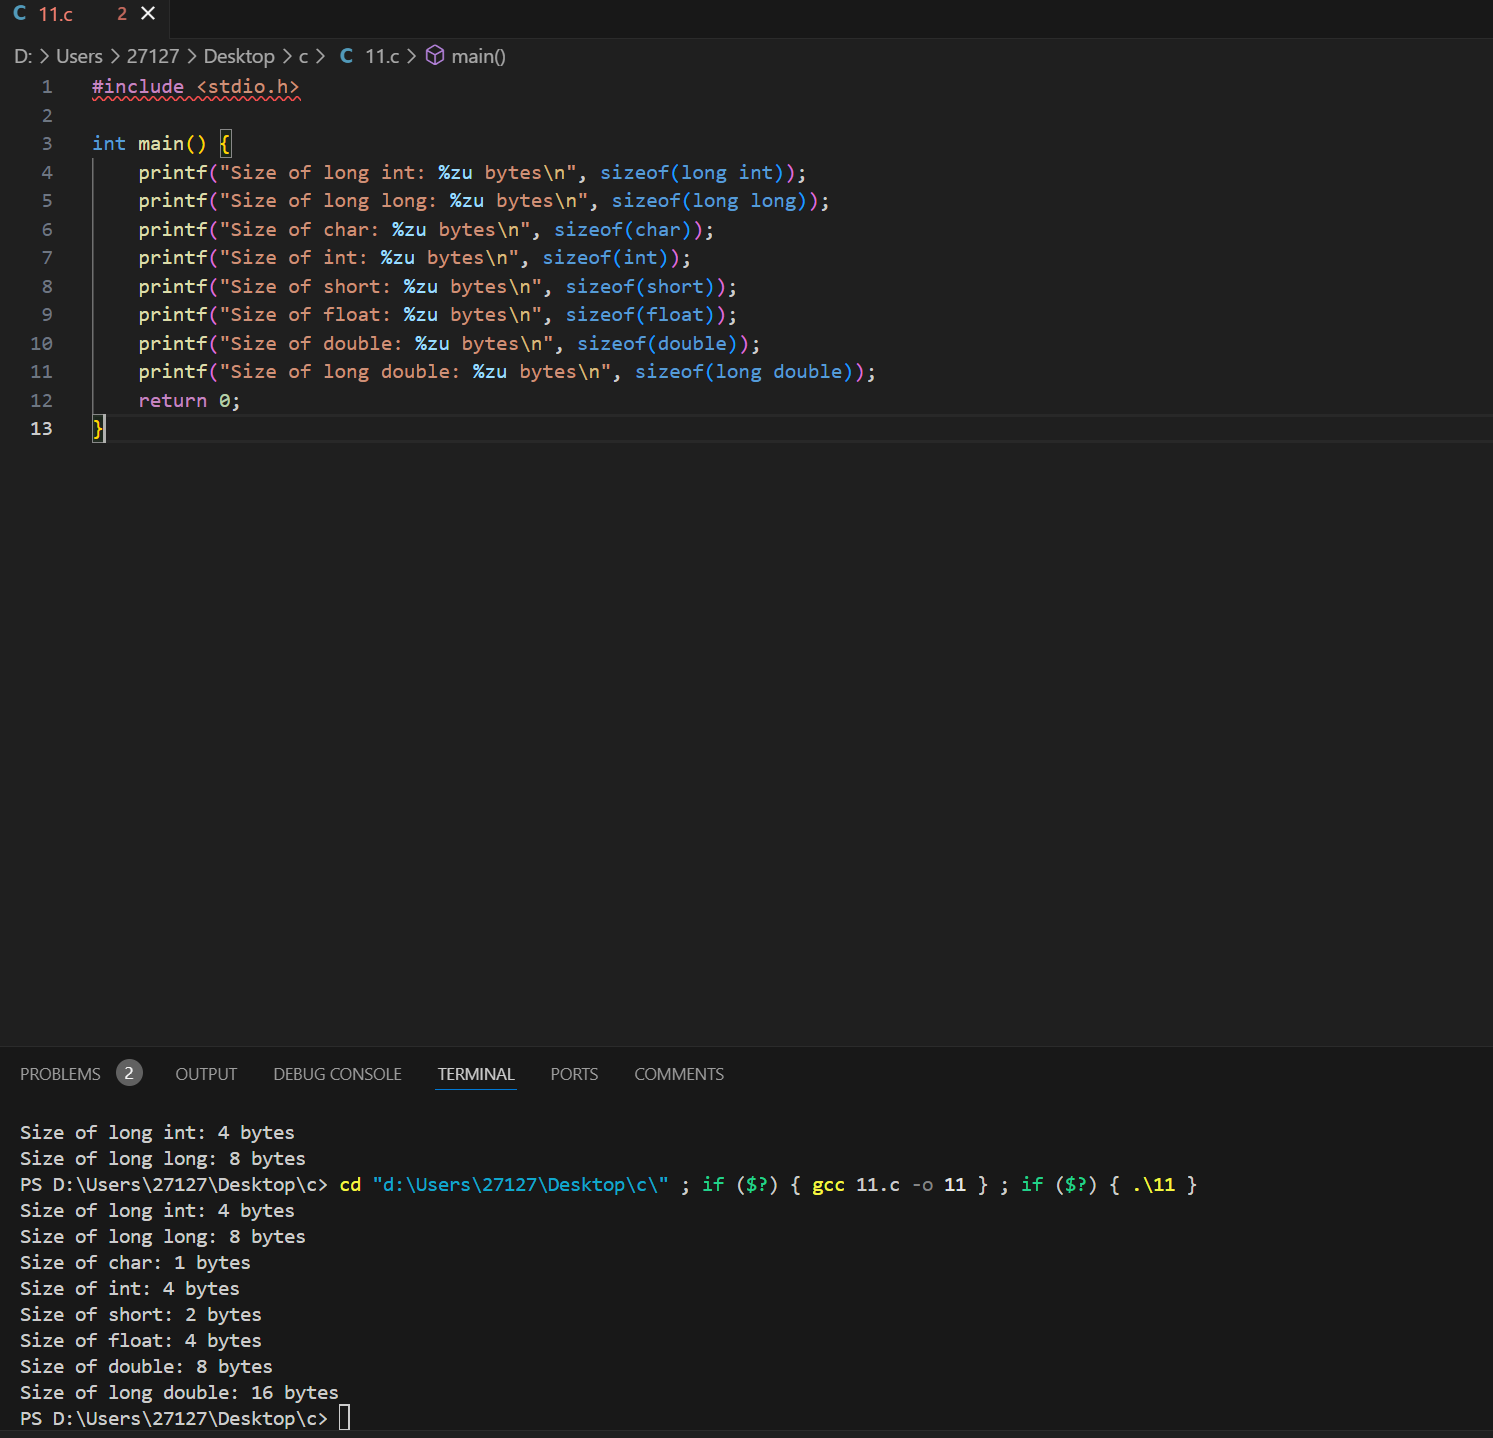 C 11.c 2 ×
D: > Users > 27127 > Desktop > c > C 11.c > main()
1 #include <stdio.h>
2
3 int main() {
4 printf("Size of long int: %zu bytes\n", sizeof(long int));
5 printf("Size of long long: %zu bytes\n", sizeof(long long));
6 printf("Size of char: %zu bytes\n", sizeof(char));
7 printf("Size of int: %zu bytes\n", sizeof(int));
8 printf("Size of short: %zu bytes\n", sizeof(short));
9 printf("Size of float: %zu bytes\n", sizeof(float));
10 printf("Size of double: %zu bytes\n", sizeof(double));
11 printf("Size of long double: %zu bytes\n", sizeof(long double));
12 return 0;
13 }
PROBLEMS 2 OUTPUT DEBUG CONSOLE TERMINAL PORTS COMMENTS
Size of long int: 4 bytes
Size of long long: 8 bytes
PS D:\Users\27127\Desktop\c> cd "d:\Users\27127\Desktop\c\" ; if ($?) { gcc 11.c -o 11 } ; if ($?) { .\11 }
Size of long int: 4 bytes
Size of long long: 8 bytes
Size of char: 1 bytes
Size of int: 4 bytes
Size of short: 2 bytes
Size of float: 4 bytes
Size of double: 8 bytes
Size of long double: 16 bytes
PS D:\Users\27127\Desktop\c>